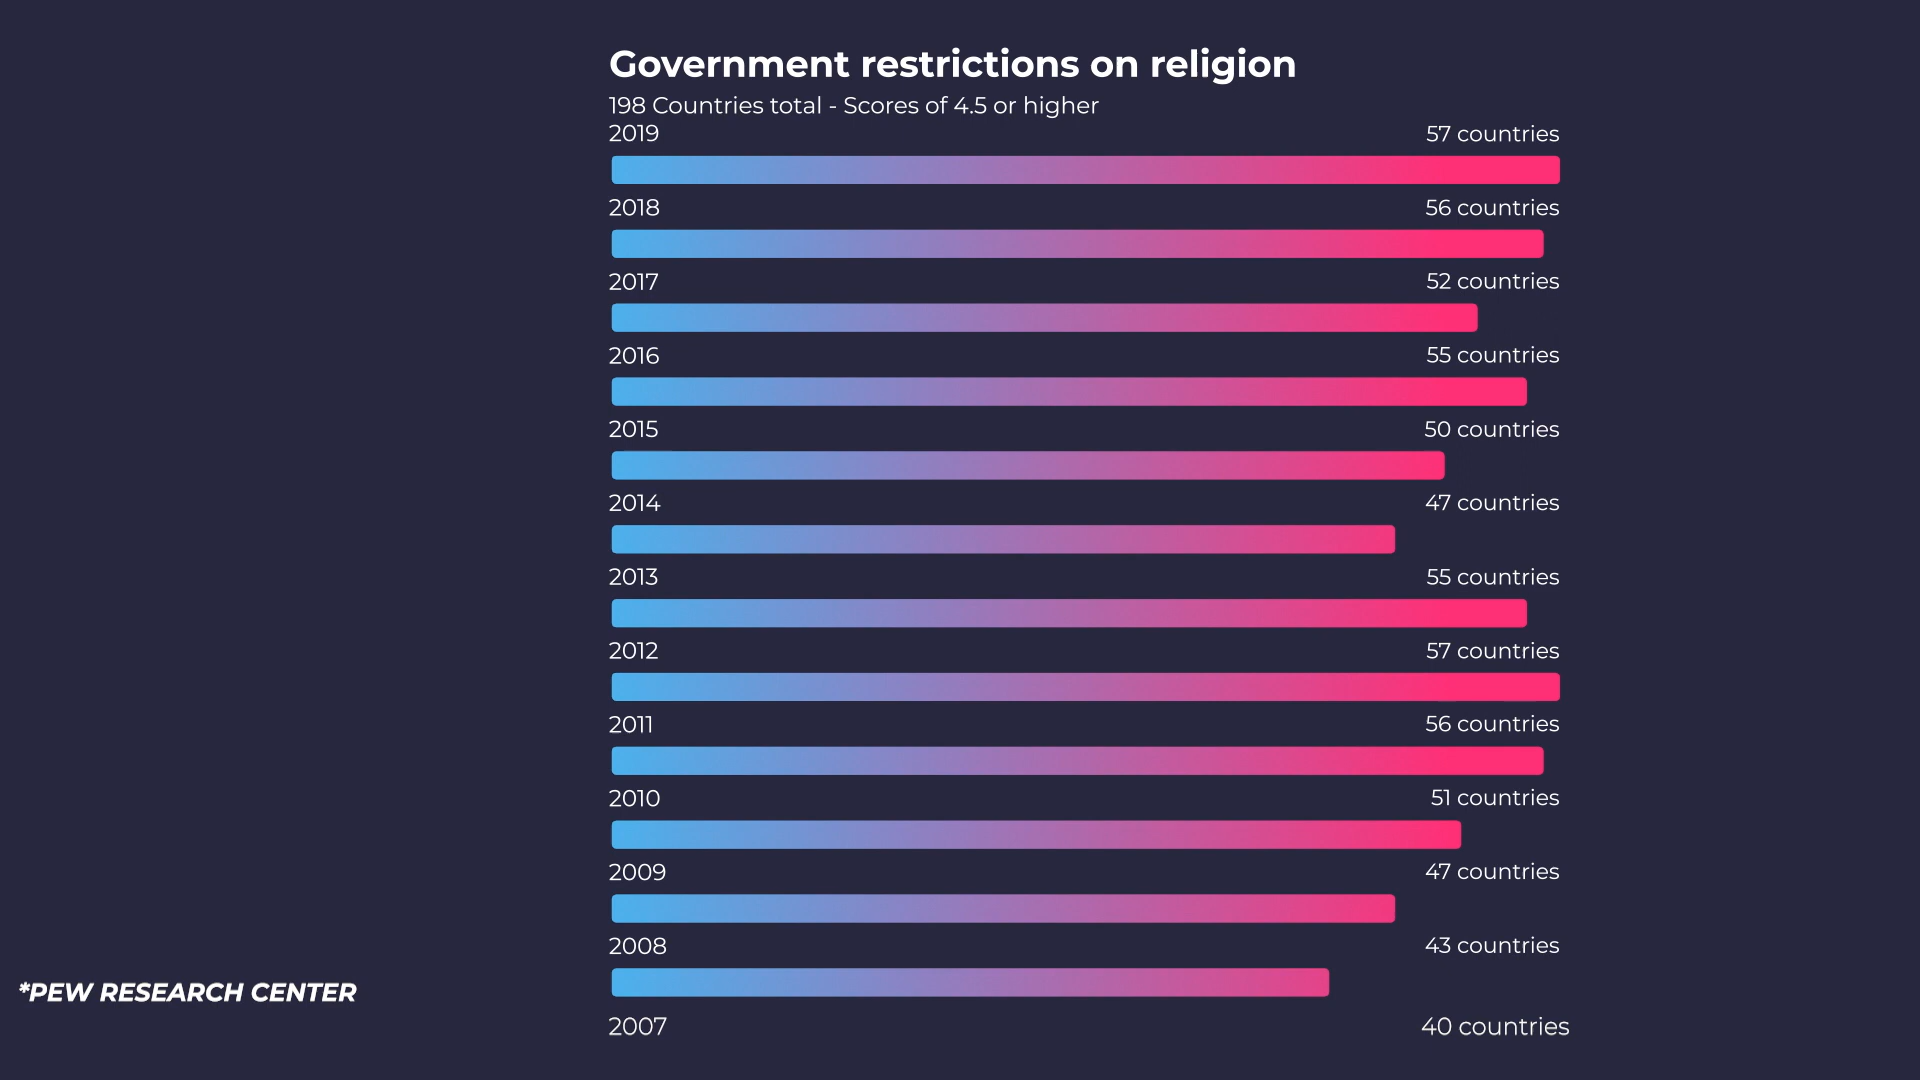 Government restrictions on religion
198 Countries total - Scores of 4.5 or higher
2019 57 countries
2018 56 countries
2017 52 countries
2016 55 countries
2015 50 countries
2014 47 countries
2013 55 countries
2012 57 countries
2011 56 countries
2010 51 countries
2009 47 countries
2008 43 countries
*PEW RESEARCH CENTER
2007 40 countries